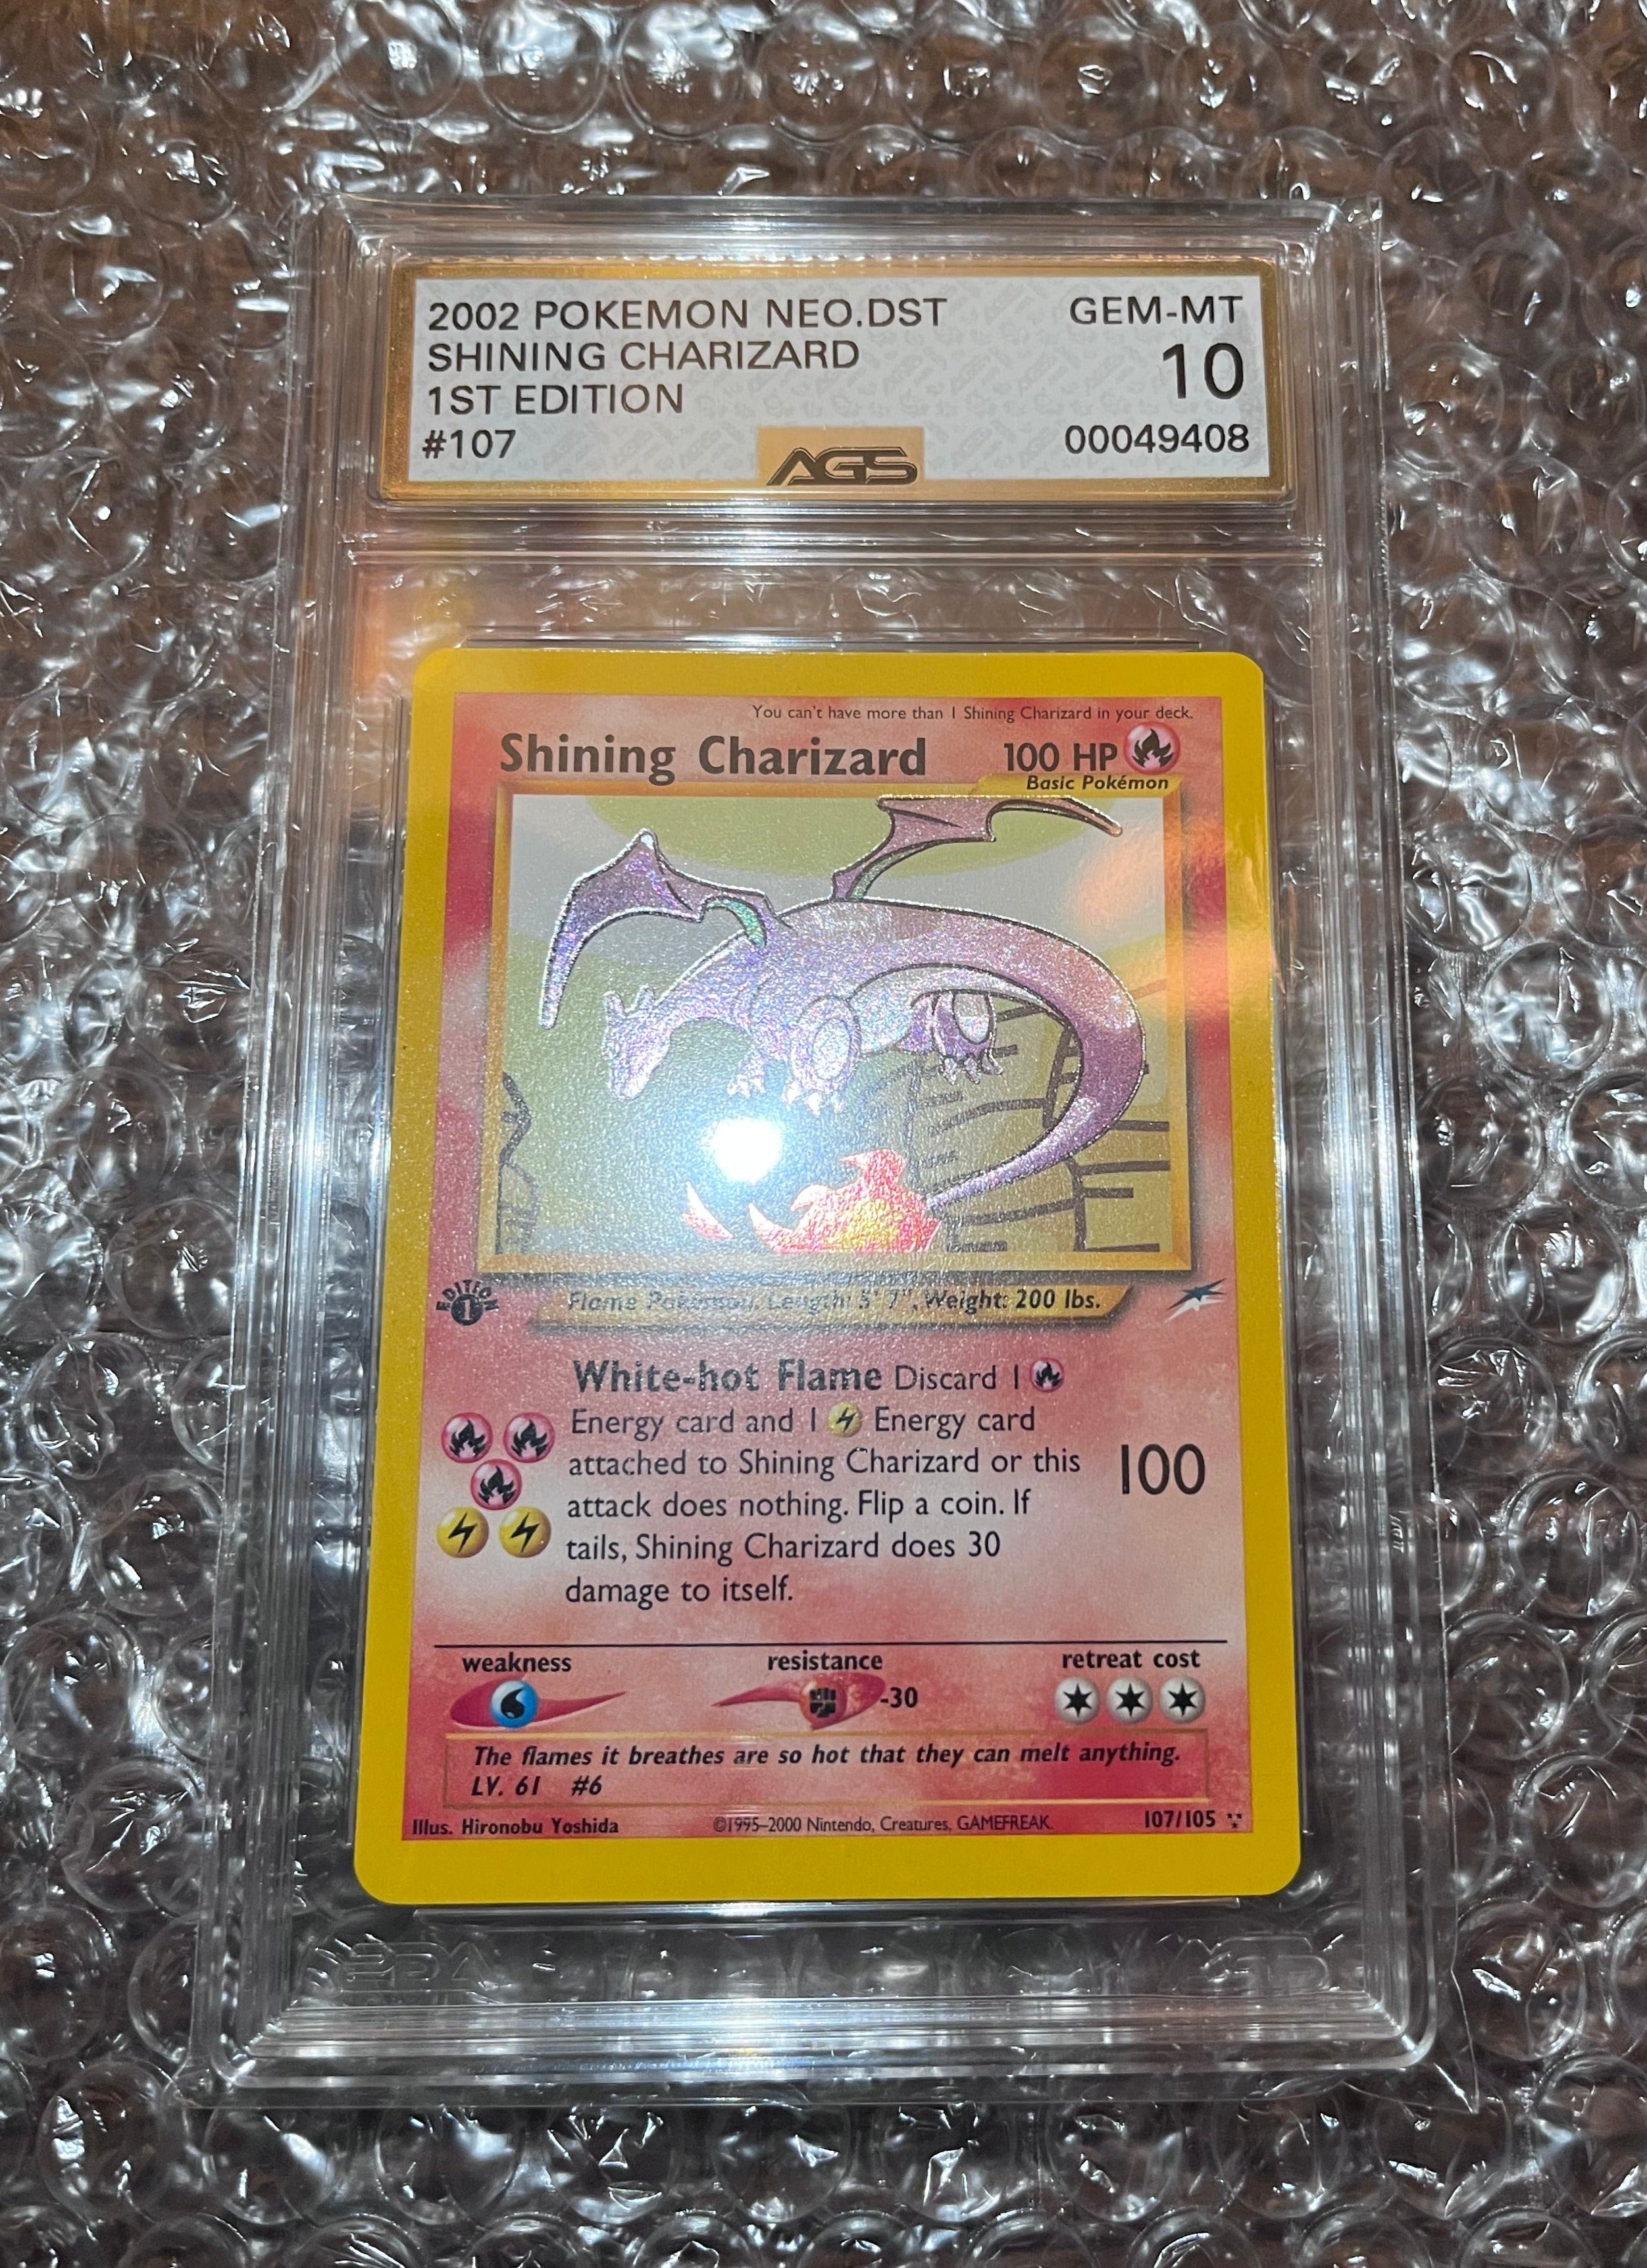 2002 POKEMON NEO.DST
GEM-MT
SHINING CHARIZARD
10
1ST EDITION
#107
00049408
AGS
You can't have more than 1 Shining Charizard in your deck.
Shining Charizard
100 HP
Basic Pokémon
EDITION
1
Flame Pokémon. Length: 5' 7", Weight: 200 lbs.
White-hot Flame Discard 1
Energy card and 1 Energy card
attached to Shining Charizard or this
attack does nothing. Flip a coin. If
tails, Shining Charizard does 30
damage to itself.
100
weakness
resistance
retreat cost
-30
The flames it breathes are so hot that they can melt anything.
LV. 61 #6
Illus. Hironobu Yoshida
©1995–2000 Nintendo, Creatures, GAMEFREAK.
107/105